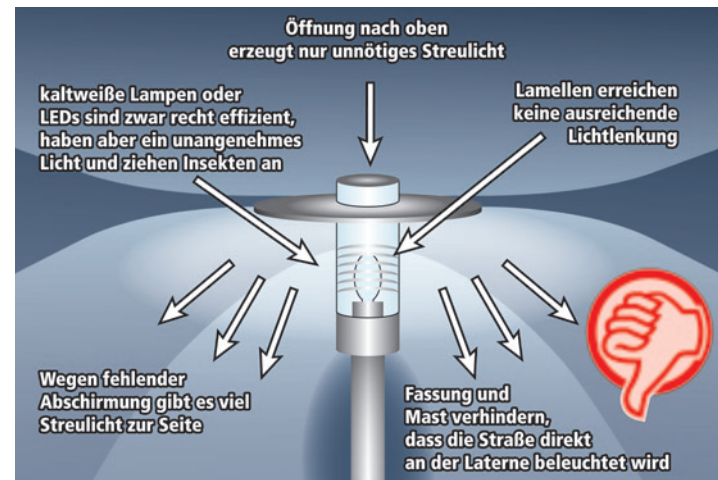 Öffnung nach oben
erzeugt nur unnötiges Streulicht
kaltweiße Lampen oder
LEDs sind zwar recht effizient,
haben aber ein unangenehmes
Licht und ziehen Insekten an
Lamellen erreichen
keine ausreichende
Lichtlenkung
Wegen fehlender
Abschirmung gibt es viel
Streulicht zur Seite
Fassung und
Mast verhindern,
dass die Straße direkt
an der Laterne beleuchtet wird